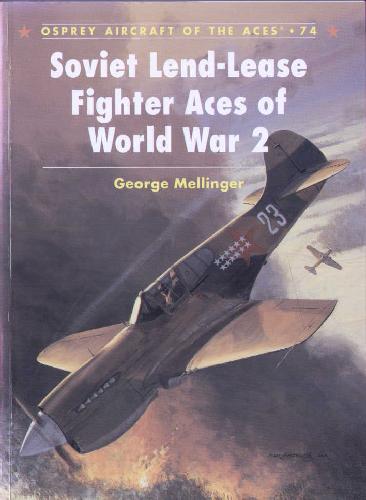 OSPREY AIRCRAFT OF THE ACES® • 74
Soviet Lend-Lease
Fighter Aces of
World War 2
George Mellinger
23